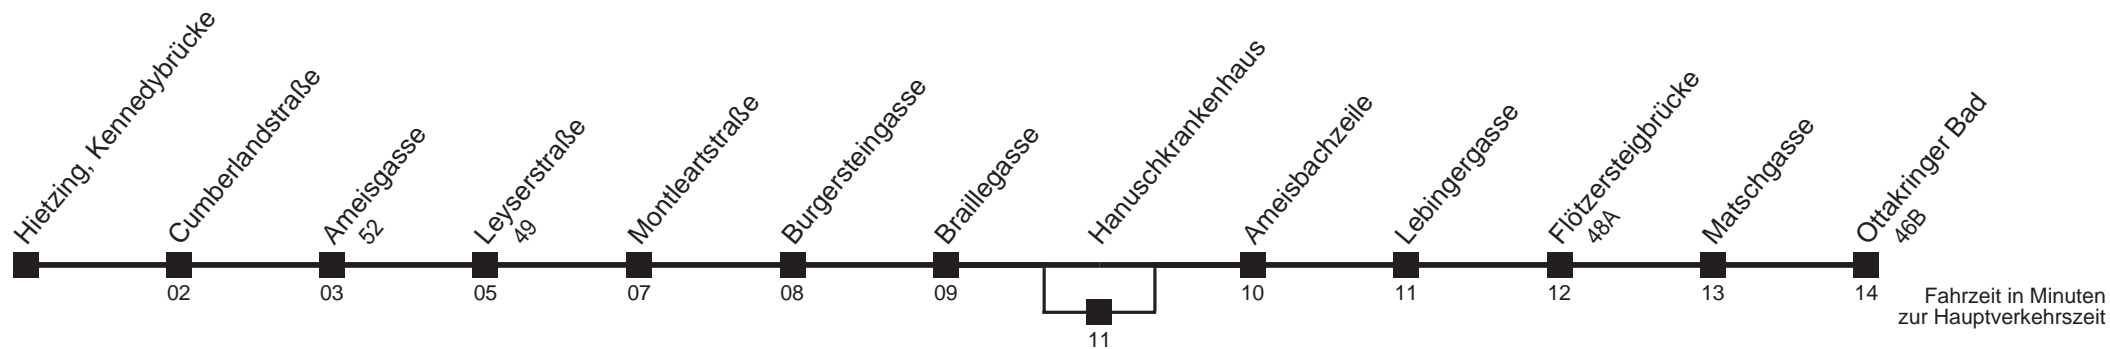 Hietzing, Kennedybrücke
Cumberlandstraße
Ameisgasse
52
Leyserstraße
49
Montleartstraße
Burgersteingasse
Braillegasse
Hanuschkrankenhaus
Ameisbachzeile
Lebingergasse
Flötzersteigbrücke
48A
Matschgasse
Ottakringer Bad
46B
02
03
05
07
08
09
11
10
11
12
13
14
Fahrzeit in Minuten
zur Hauptverkehrszeit